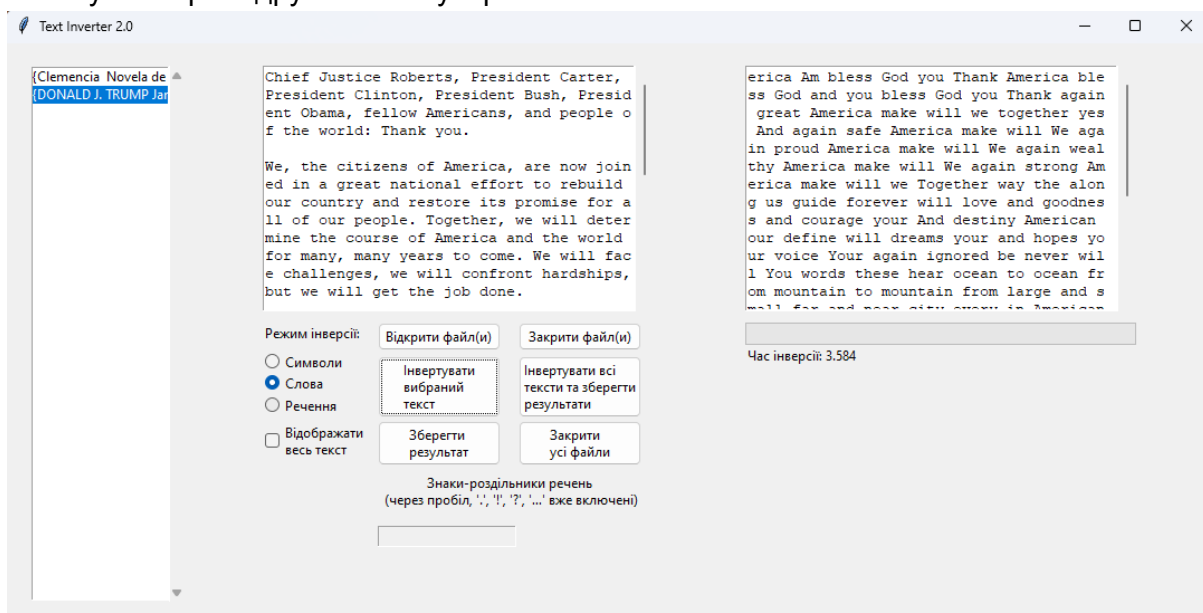 Text Inverter 2.0
{Clemencia Novela de
{DONALD J. TRUMP Jar
Chief Justice Roberts, President Carter,
President Clinton, President Bush, Presid
ent Obama, fellow Americans, and people o
f the world: Thank you.
We, the citizens of America, are now join
ed in a great national effort to rebuild
our country and restore its promise for a
ll of our people. Together, we will deter
mine the course of America and the world
for many, many years to come. We will fac
e challenges, we will confront hardships,
but we will get the job done.
erica Am bless God you Thank America ble
ss God and you bless God you Thank again
great America make will we together yes
And again safe America make will We aga
in proud America make will We again weal
thy America make will We again strong Am
erica make will we Together way the alon
g us guide forever will love and goodnes
s and courage your And destiny American
our define will dreams your and hopes yo
ur voice Your again ignored be never wil
l You words these hear ocean to ocean fr
om mountain to mountain from large and s
mall far and near city every in American
Режим інверсії:
Символи
Слова
Речення
Відображати
весь текст
Відкрити файл(и)
Закрити файл(и)
Інвертувати
вибраний
текст
Інвертувати всі
тексти та зберегти
результати
Зберегти
результат
Закрити
усі файли
Знаки-роздільники речень
(через пробіл, '.', '!', '?', '...' вже включені)
Час інверсії: 3.584